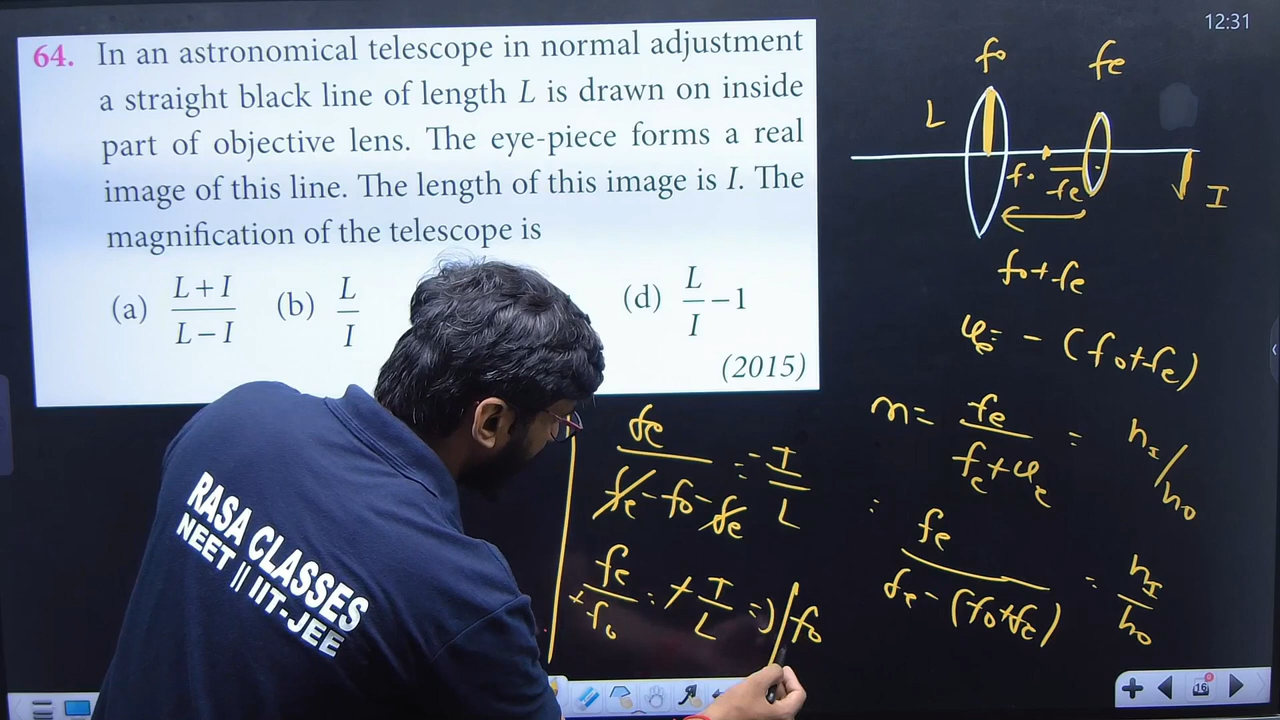 12:31
64. In an astronomical telescope in normal adjustment
a straight black line of length L is drawn on inside
part of objective lens. The eye-piece forms a real
image of this line. The length of this image is I. The
magnification of the telescope is
(a) L+I / L−I (b) L / I (d) L / I −1
(2015)
fo fe
L
fo fe
I
fo+fe
ue = - (fo+fe)
m = fe / fe+ue = hI/ho
= fe / fe - (fo+fe) = hI / ho
fe / fe - fo - fe = - I / L
fe / + fo = + I / L => fo
RASA CLASSES
NEET || IIT-JEE
16